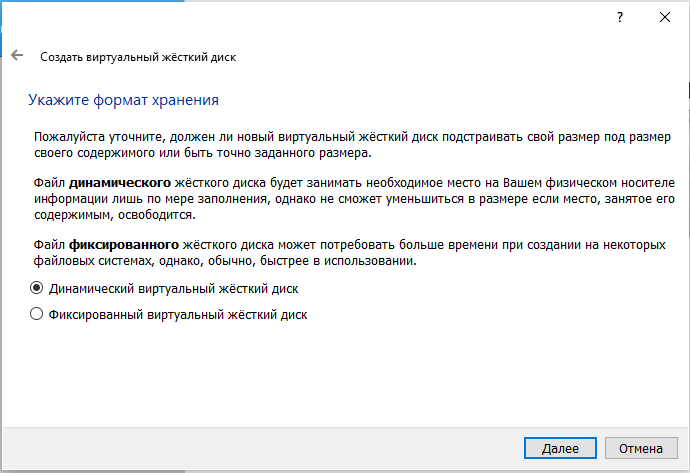 ?
Создать виртуальный жёсткий диск
Укажите формат хранения
Пожалуйста уточните, должен ли новый виртуальный жёсткий диск подстраивать свой размер под размер
своего содержимого или быть точно заданного размера.
Файл динамического жёсткого диска будет занимать необходимое место на Вашем физическом носителе
информации лишь по мере заполнения, однако не сможет уменьшиться в размере если место, занятое его
содержимым, освободится.
Файл фиксированного жёсткого диска может потребовать больше времени при создании на некоторых
файловых системах, однако, обычно, быстрее в использовании.
Динамический виртуальный жёсткий диск
Фиксированный виртуальный жёсткий диск
Далее Отмена